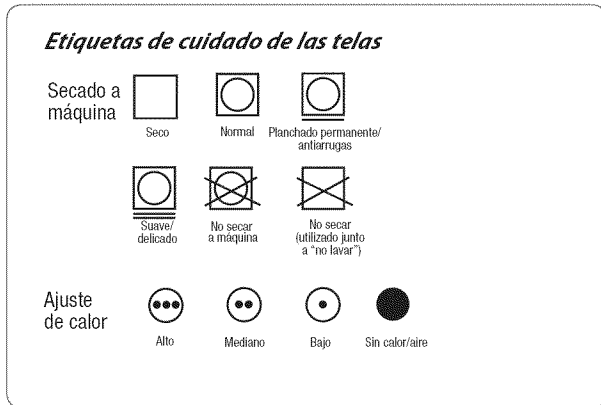 Etiquetas de cuidado de las telas
Secado a
máquina
Seco
Normal
Planchado permanente/
antiarrugas
Suave/
delicado
No secar
a máquina
No secar
(utilizado junto
a “no lavar”)
Ajuste
de calor
Alto
Mediano
Bajo
Sin calor/aire